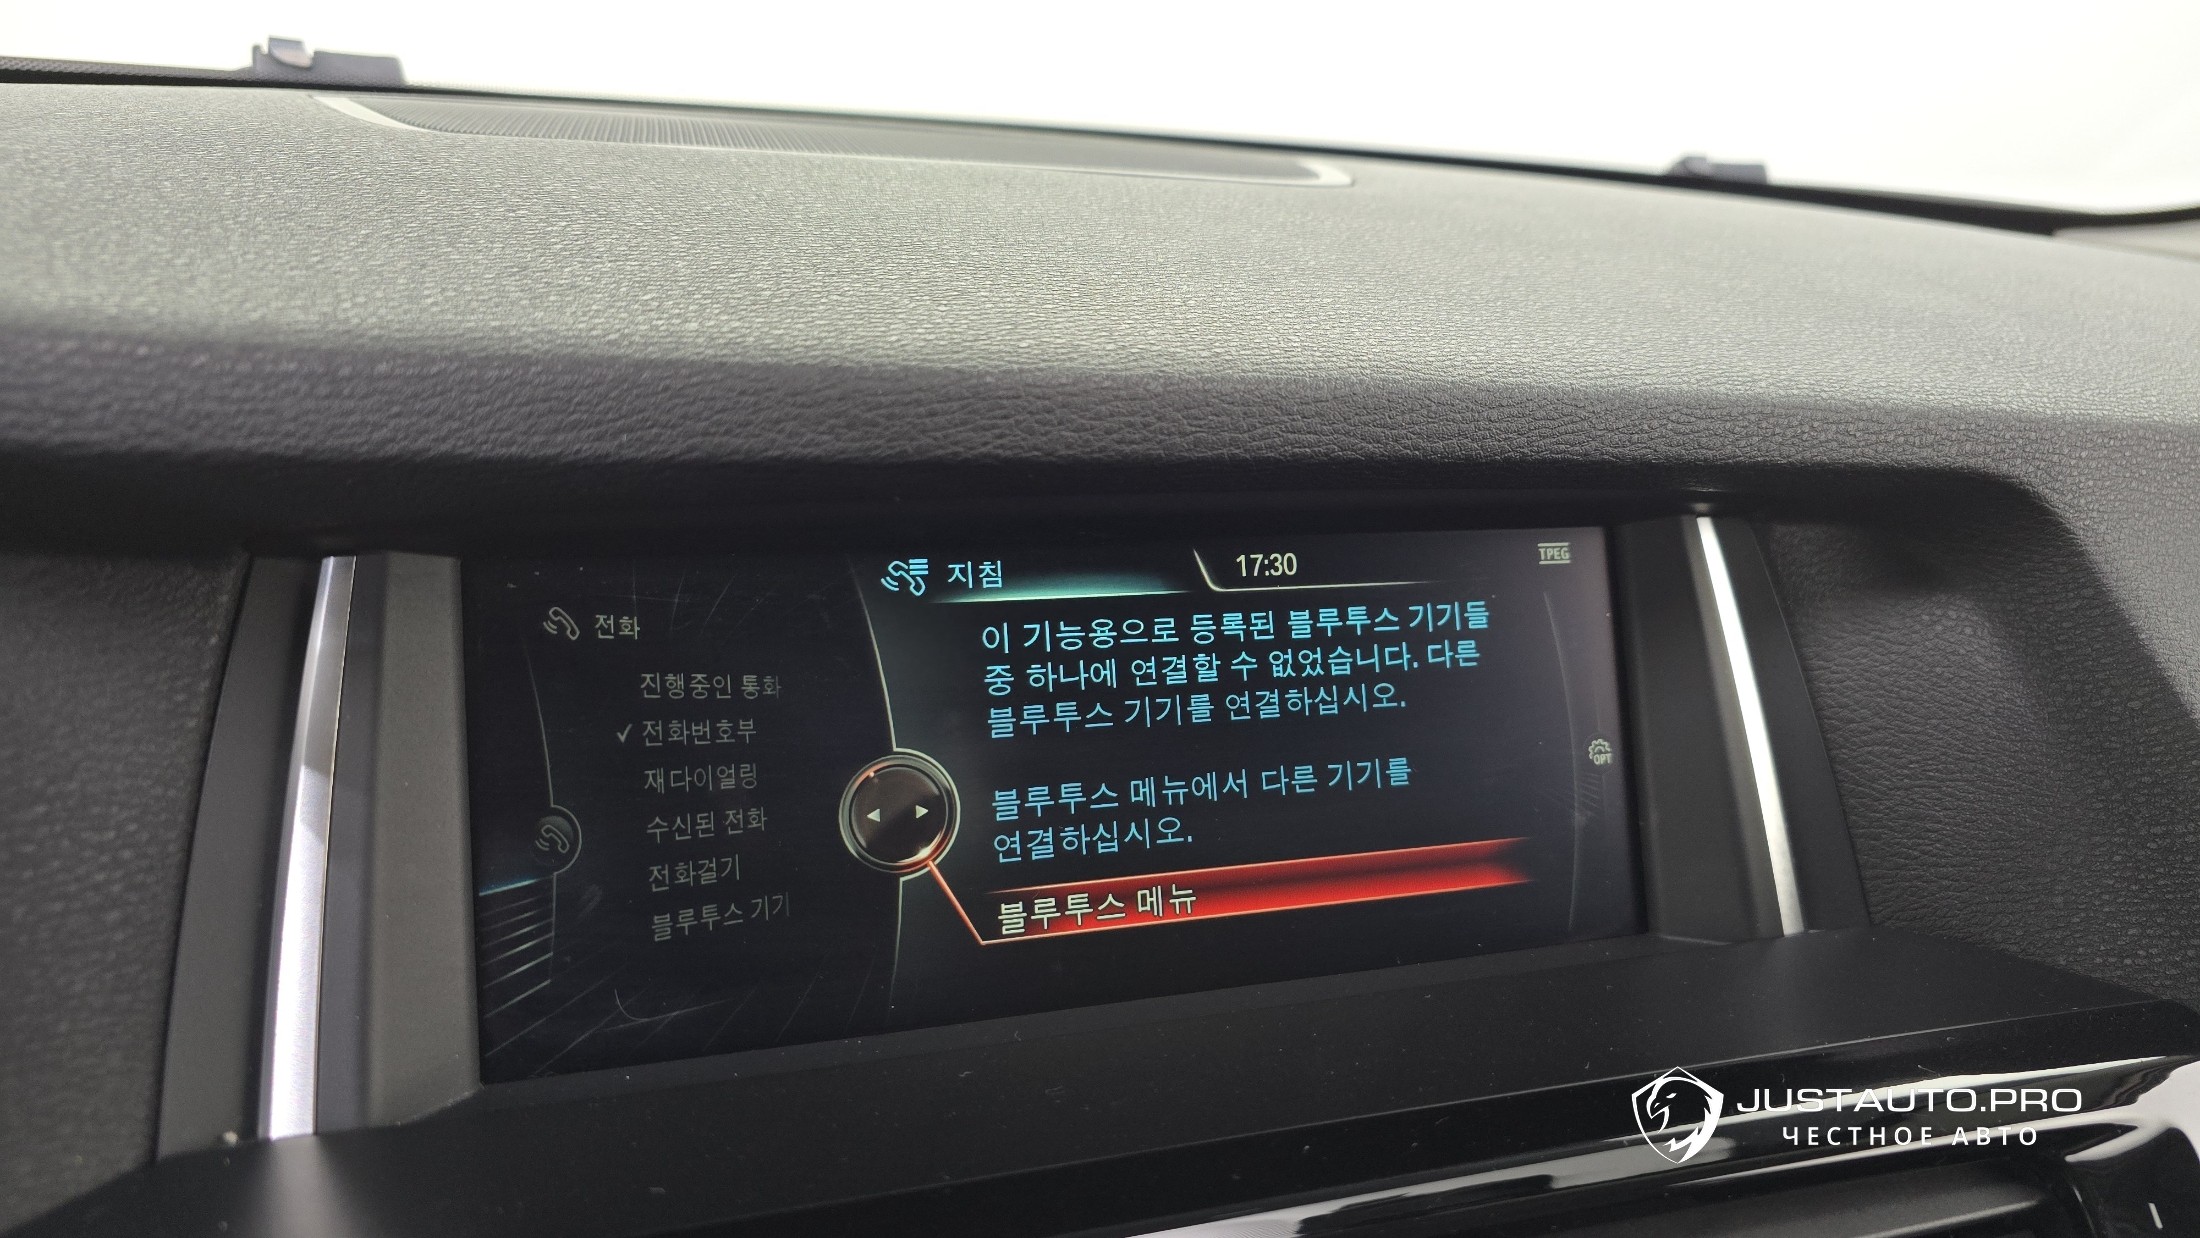 지침
17:30
TPEG
전화
진행중인 통화
✓ 전화번호부
재다이얼링
수신된 전화
전화걸기
블루투스 기기
이 기능용으로 등록된 블루투스 기기들
중 하나에 연결할 수 없었습니다. 다른
블루투스 기기를 연결하십시오.
블루투스 메뉴에서 다른 기기를
연결하십시오.
블루투스 메뉴
OPT
JUSTAUTO.PRO
ЧЕСТНОЕ АВТО